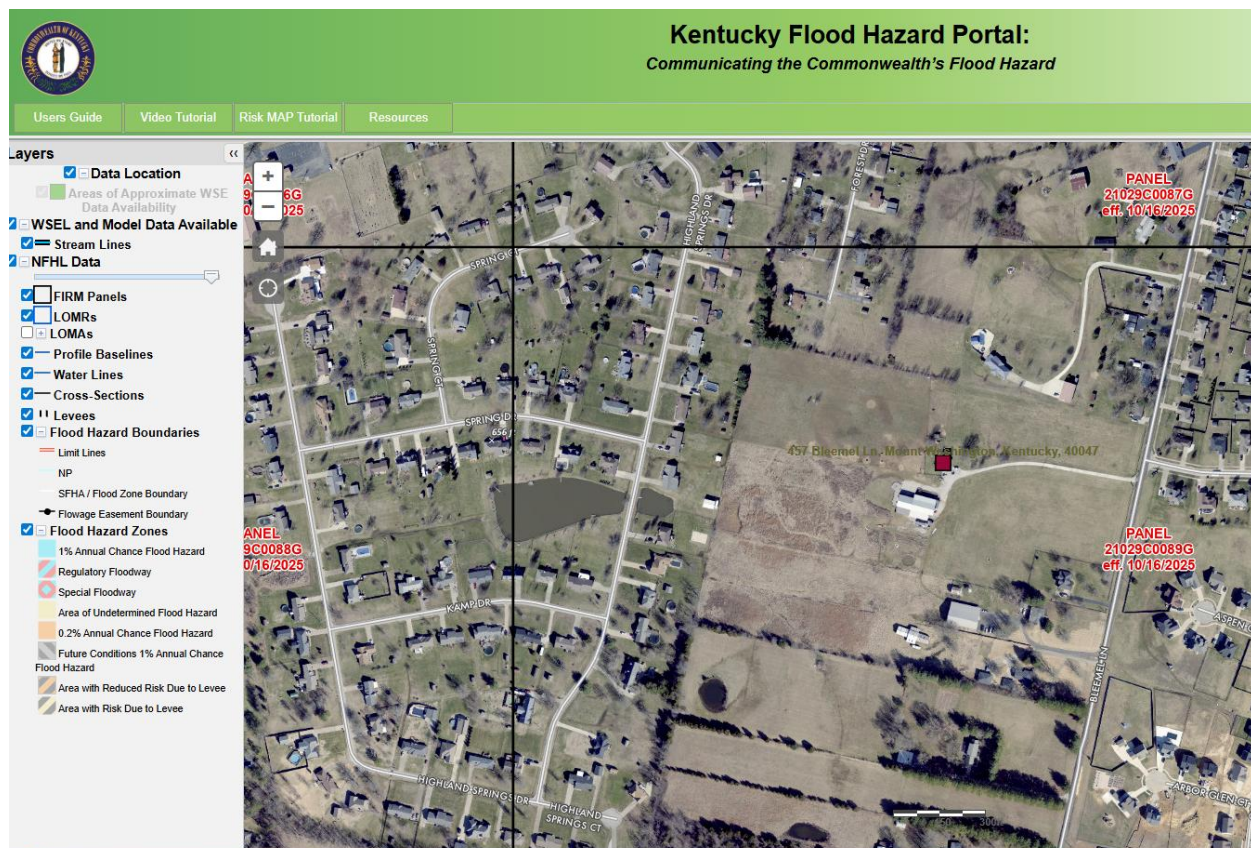 Kentucky Flood Hazard Portal:
Communicating the Commonwealth's Flood Hazard
Users Guide
Video Tutorial
Risk MAP Tutorial
Resources
Layers
Data Location
Areas of Approximate WSE
Data Availability
WSEL and Model Data Available
Stream Lines
NFHL Data
FIRM Panels
LOMRs
LOMAs
Profile Baselines
Water Lines
Cross-Sections
Levees
Flood Hazard Boundaries
Limit Lines
NP
SFHA / Flood Zone Boundary
Flowage Easement Boundary
Flood Hazard Zones
1% Annual Chance Flood Hazard
Regulatory Floodway
Special Floodway
Area of Undetermined Flood Hazard
0.2% Annual Chance Flood Hazard
Future Conditions 1% Annual Chance
Flood Hazard
Area with Reduced Risk Due to Levee
Area with Risk Due to Levee
PANEL
21029C0087G
eff. 10/16/2025
HIGHLAND
SPRINGS DR
FOREST DR
SPRING CT
SPRING CT
SPRING DR
656
457 Bleemel Ln, Mount Washington, Kentucky, 40047
ANEL
9C0088G
0/16/2025
PANEL
21029C0089G
eff. 10/16/2025
KAMP DR
ASPEN
BLEEMEL LN
HIGHLAND SPRINGS DR
HIGHLAND
SPRINGS CT
ARBOR GLEN CT